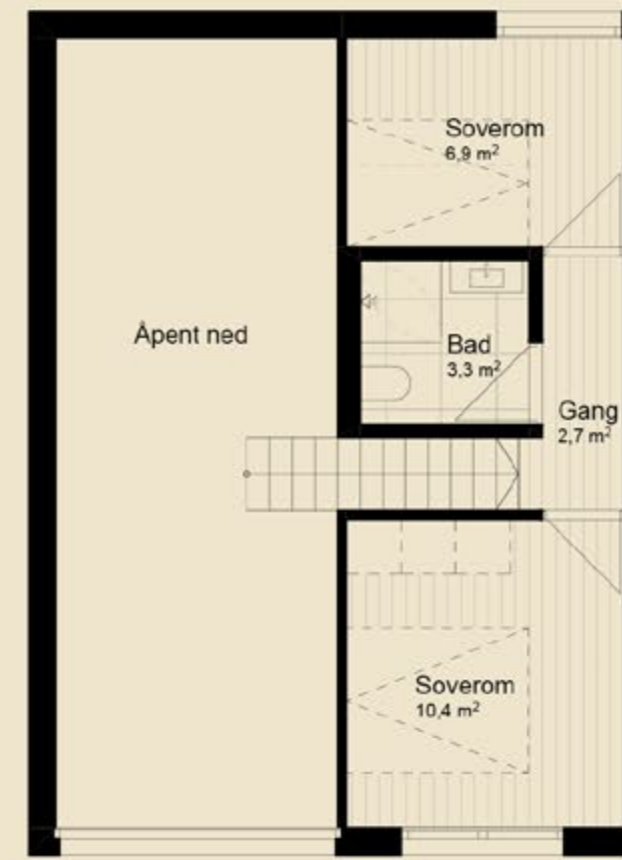 Soverom
6,9 m²
Åpent ned
Bad
3,3 m²
Gang
2,7 m²
Soverom
10,4 m²